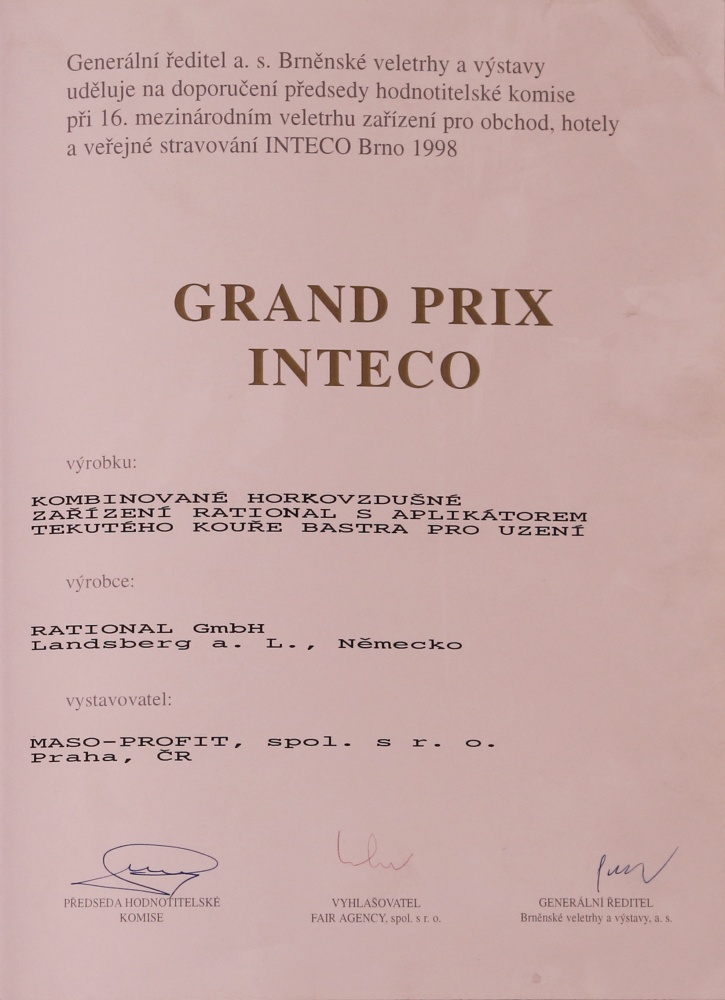 Generální ředitel a. s. Brněnské veletrhy a výstavy
uděluje na doporučení předsedy hodnotitelské komise
při 16. mezinárodním veletrhu zařízení pro obchod, hotely
a veřejné stravování INTECO Brno 1998
GRAND PRIX
INTECO
výrobku:
KOMBINOVANÉ HORKOVZDUŠNÉ
ZAŘÍZENÍ RATIONAL S APLIKÁTOREM
TEKUTÉHO KOUŘE BASTRA PRO UZENÍ
výrobce:
RATIONAL GmbH
Landsberg a. L., Německo
vystavovatel:
MASO-PROFIT, spol. s r. o.
Praha, ČR
PŘEDSEDA HODNOTITELSKÉ
KOMISE
VYHLAŠOVATEL
FAIR AGENCY, spol. s r. o.
GENERÁLNÍ ŘEDITEL
Brněnské veletrhy a výstavy, a. s.